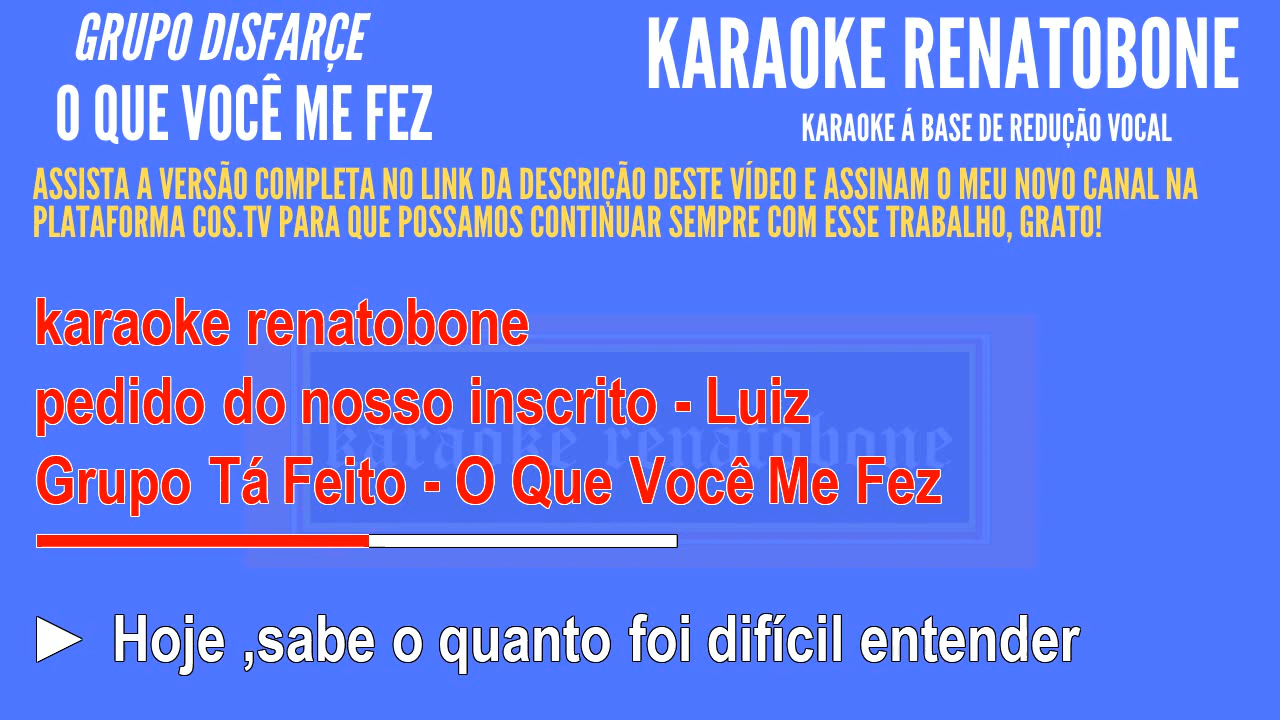 GRUPO DISFARÇE
O QUE VOCÊ ME FEZ
KARAOKE RENATOBONE
KARAOKE Á BASE DE REDUÇÃO VOCAL
ASSISTA A VERSÃO COMPLETA NO LINK DA DESCRIÇÃO DESTE VÍDEO E ASSINAM O MEU NOVO CANAL NA
PLATAFORMA COS.TV PARA QUE POSSAMOS CONTINUAR SEMPRE COM ESSE TRABALHO, GRATO!
karaoke renatobone
pedido do nosso inscrito - Luiz
karaoke renatobone
Grupo Tá Feito - O Que Você Me Fez
► Hoje ,sabe o quanto foi difícil entender